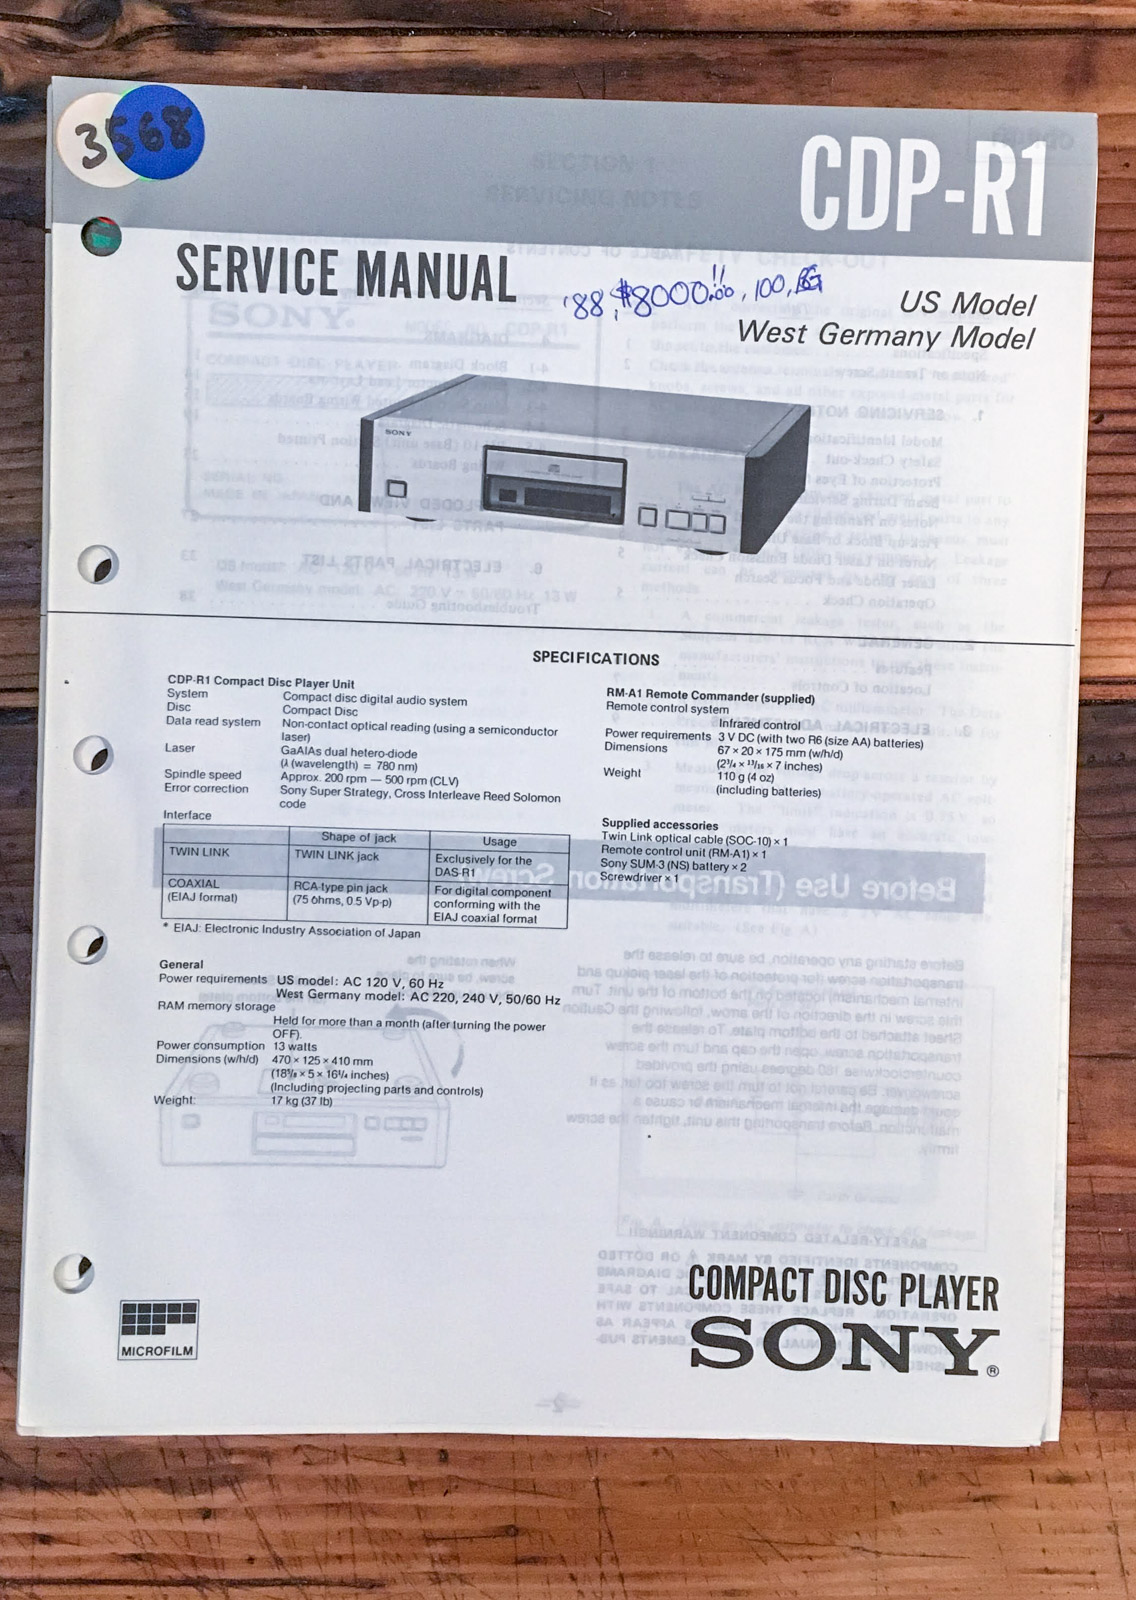 3568
CDP-R1
SERVICE MANUAL
'88, $8000.00!!, 100,
US Model
West Germany Model
SONY
SPECIFICATIONS
CDP-R1 Compact Disc Player Unit
System Compact disc digital audio system
Disc Compact Disc
Data read system Non-contact optical reading (using a semiconductor
laser)
Laser GaAlAs dual hetero-diode
(λ (wavelength) = 780 nm)
Spindle speed Approx. 200 rpm — 500 rpm (CLV)
Error correction Sony Super Strategy, Cross Interleave Reed Solomon
code
Interface
Shape of jack Usage
TWIN LINK TWIN LINK jack Exclusively for the
DAS-R1
COAXIAL RCA-type pin jack For digital component
(EIAJ format) (75 ohms, 0.5 Vp-p) conforming with the
EIAJ coaxial format
* EIAJ: Electronic Industry Association of Japan
General
Power requirements US model: AC 120 V, 60 Hz
West Germany model: AC 220, 240 V, 50/60 Hz
RAM memory storage
Held for more than a month (after turning the power
OFF).
Power consumption 13 watts
Dimensions (w/h/d) 470 × 125 × 410 mm
(18⅝ × 5 × 16¼ inches)
(Including projecting parts and controls)
Weight: 17 kg (37 lb)
RM-A1 Remote Commander (supplied)
Remote control system
Infrared control
Power requirements 3 V DC (with two R6 (size AA) batteries)
Dimensions 67 × 20 × 175 mm (w/h/d)
(2¾ × 13/16 × 7 inches)
Weight 110 g (4 oz)
(including batteries)
Supplied accessories
Twin Link optical cable (SOC-10) × 1
Remote control unit (RM-A1) × 1
Sony SUM-3 (NS) battery × 2
Screwdriver × 1
MICROFILM
COMPACT DISC PLAYER
SONY®